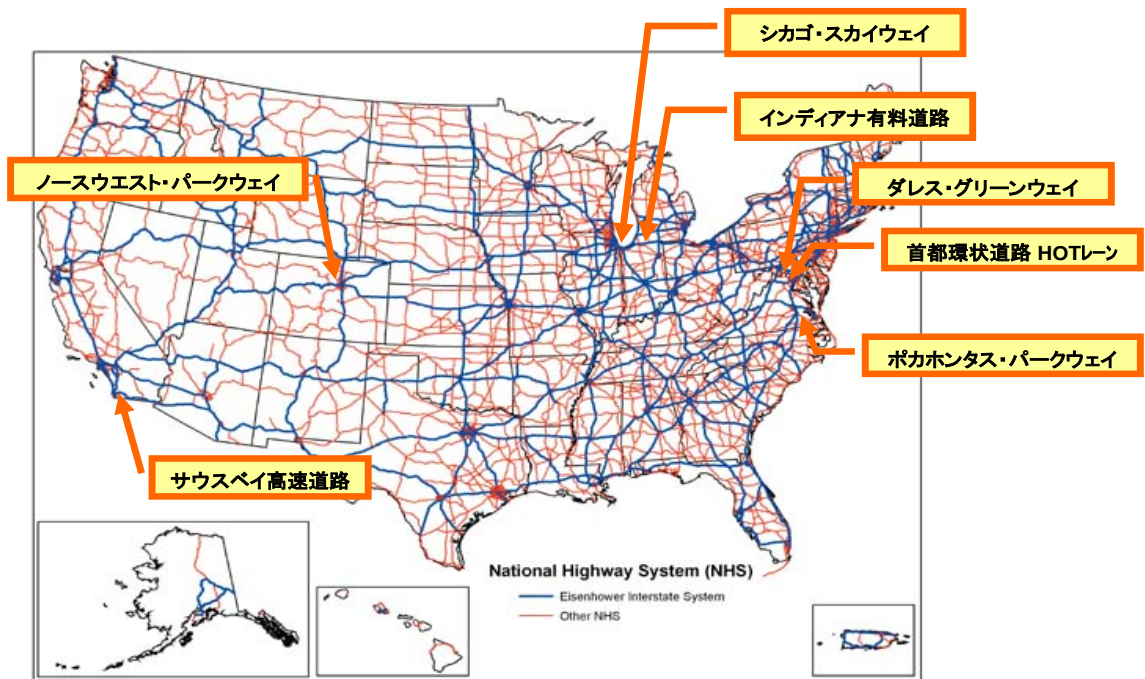 シカゴ・スカイウェイ
インディアナ有料道路
ノースウエスト・パークウェイ
ダレス・グリーンウェイ
首都環状道路 HOTレーン
ポカホンタス・パークウェイ
サウスベイ高速道路
National Highway System (NHS)
Eisenhower Interstate System
Other NHS